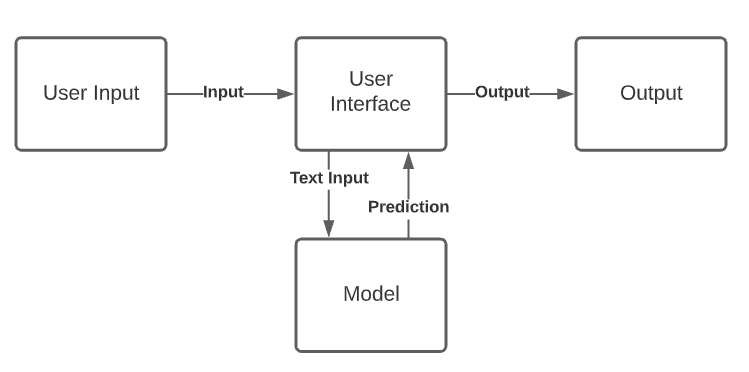 User Input
Input
User
Interface
Output
Output
Text Input
Prediction
Model